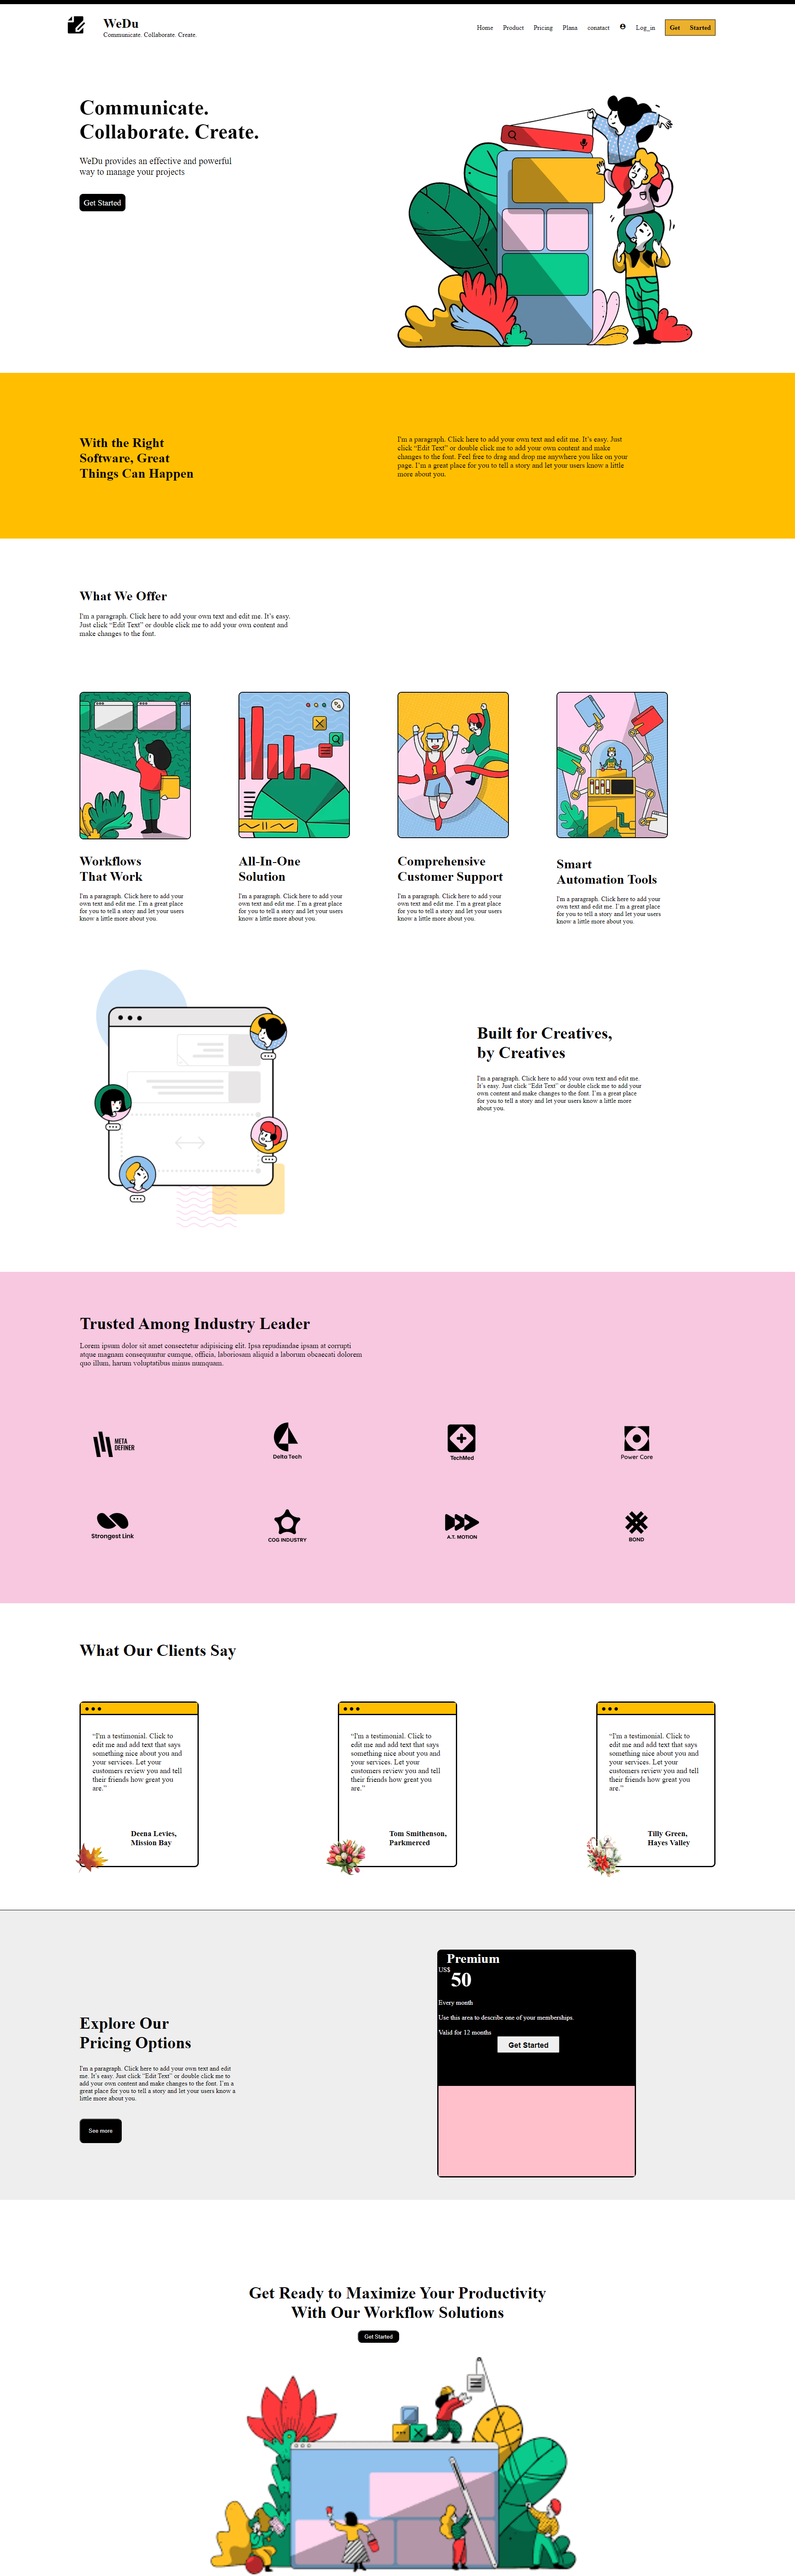 WeDu
Communicate. Collaborate. Create.
Home Product Pricing Plana conatact Log_in Get Started
Communicate.
Collaborate. Create.
WeDu provides an effective and powerful
way to manage your projects
Get Started
With the Right
Software, Great
Things Can Happen
I'm a paragraph. Click here to add your own text and edit me. It’s easy. Just
click “Edit Text” or double click me to add your own content and make
changes to the font. Feel free to drag and drop me anywhere you like on your
page. I’m a great place for you to tell a story and let your users know a little
more about you.
What We Offer
I'm a paragraph. Click here to add your own text and edit me. It’s easy.
Just click “Edit Text” or double click me to add your own content and
make changes to the font.
Workflows
That Work
I'm a paragraph. Click here to add your
own text and edit me. I’m a great place
for you to tell a story and let your users
know a little more about you.
All-In-One
Solution
I'm a paragraph. Click here to add your
own text and edit me. I’m a great place
for you to tell a story and let your users
know a little more about you.
Comprehensive
Customer Support
I'm a paragraph. Click here to add your
own text and edit me. I’m a great place
for you to tell a story and let your users
know a little more about you.
Smart
Automation Tools
I'm a paragraph. Click here to add your
own text and edit me. I’m a great place
for you to tell a story and let your users
know a little more about you.
1
Built for Creatives,
by Creatives
I'm a paragraph. Click here to add your own text and edit me.
It’s easy. Just click “Edit Text” or double click me to add your
own content and make changes to the font. I’m a great place
for you to tell a story and let your users know a little more
about you.
Trusted Among Industry Leader
Lorem ipsum dolor sit amet consectetur adipisicing elit. Ipsa repudiandae ipsam at corrupti
atque magnam consequuntur cumque, officia, laboriosam aliquid a laborum obcaecati dolorem
quo illum, harum voluptatibus minus numquam.
META
DEFINER
Delta Tech
TechMed
Power Core
Strongest Link
COG INDUSTRY
A.T. MOTION
BOND
What Our Clients Say
“I'm a testimonial. Click to
edit me and add text that says
something nice about you and
your services. Let your
customers review you and tell
their friends how great you
are.”
Deena Levies,
Mission Bay
“I'm a testimonial. Click to
edit me and add text that says
something nice about you and
your services. Let your
customers review you and tell
their friends how great you
are.”
Tom Smithenson,
Parkmerced
“I'm a testimonial. Click to
edit me and add text that says
something nice about you and
your services. Let your
customers review you and tell
their friends how great you
are.”
Tilly Green,
Hayes Valley
Explore Our
Pricing Options
I'm a paragraph. Click here to add your own text and edit
me. It’s easy. Just click “Edit Text” or double click me to
add your own content and make changes to the font. I’m a
great place for you to tell a story and let your users know a
little more about you.
See more
Premium
US$
50
Every month
Use this area to describe one of your memberships.
Valid for 12 months
Get Started
Get Ready to Maximize Your Productivity
With Our Workflow Solutions
Get Started